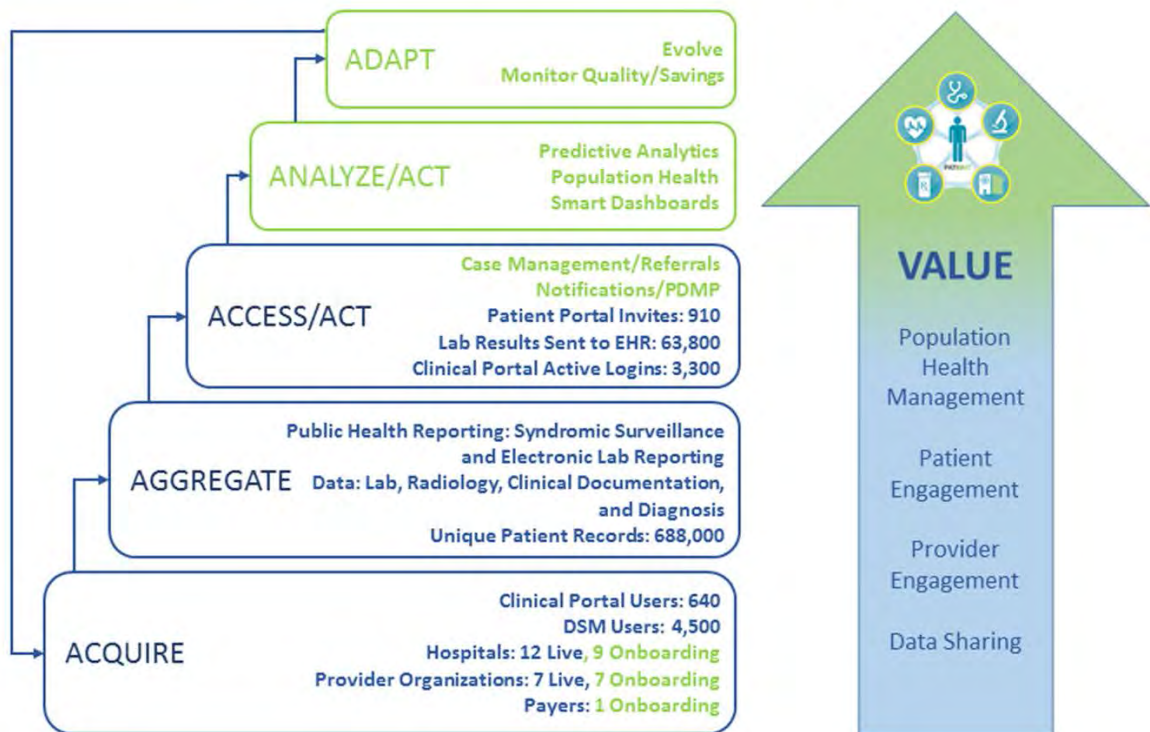 ADAPT
Evolve
Monitor Quality/Savings
ANALYZE/ACT
Predictive Analytics
Population Health
Smart Dashboards
ACCESS/ACT
Case Management/Referrals
Notifications/PDMP
Patient Portal Invites: 910
Lab Results Sent to EHR: 63,800
Clinical Portal Active Logins: 3,300
AGGREGATE
Public Health Reporting: Syndromic Surveillance
and Electronic Lab Reporting
Data: Lab, Radiology, Clinical Documentation,
and Diagnosis
Unique Patient Records: 688,000
ACQUIRE
Clinical Portal Users: 640
DSM Users: 4,500
Hospitals: 12 Live, 9 Onboarding
Provider Organizations: 7 Live, 7 Onboarding
Payers: 1 Onboarding
PATIENT
VALUE
Population
Health
Management
Patient
Engagement
Provider
Engagement
Data Sharing